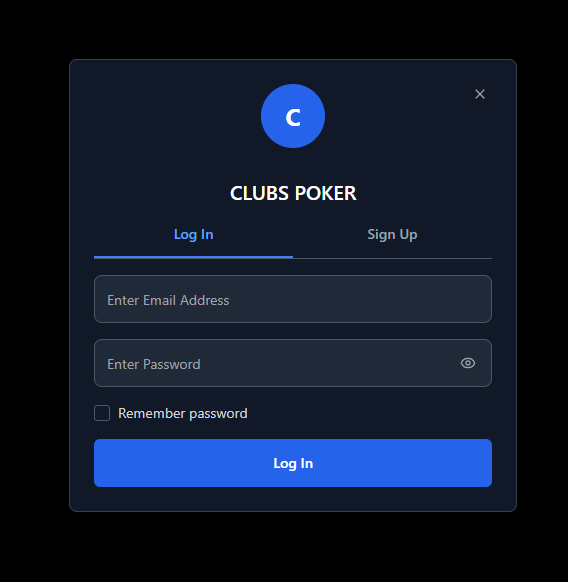 C
CLUBS POKER
Log In
Sign Up
Enter Email Address
Enter Password
Remember password
Log In